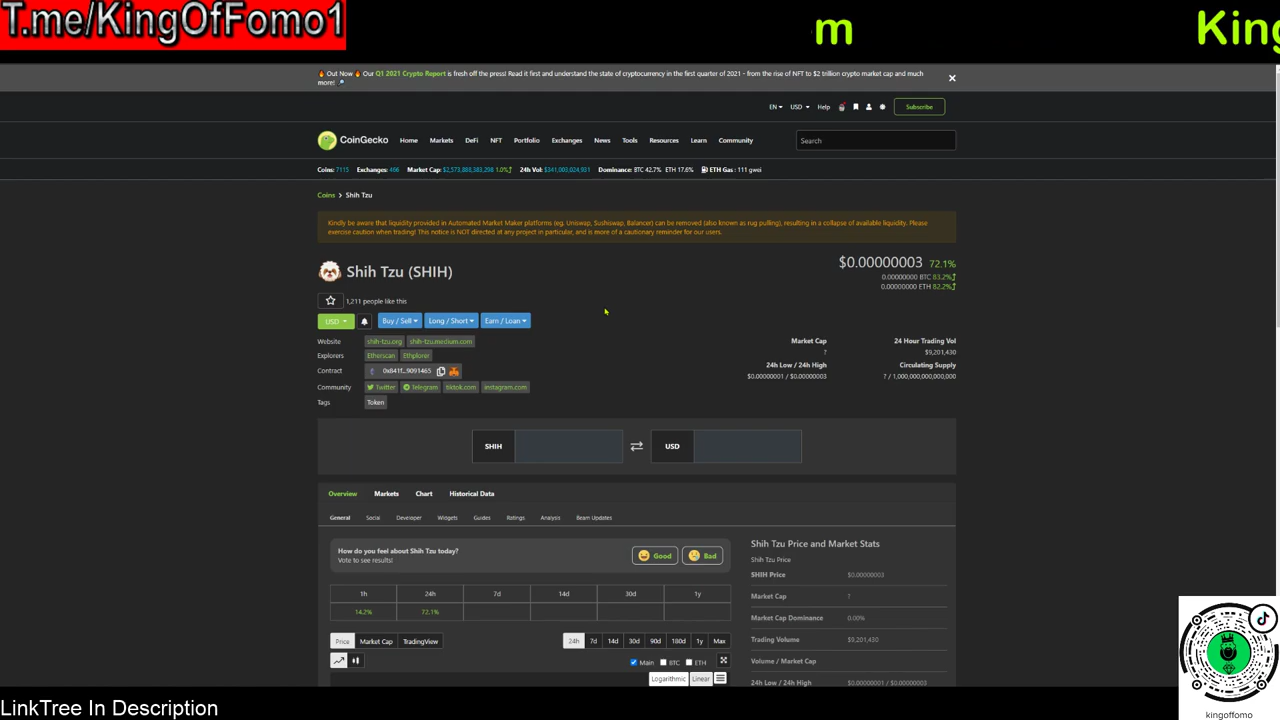 T.me/KingOfFomo1
m
King
Out Now Our Q1 2021 Crypto Report is fresh off the press! Read it first and understand the state of cryptocurrency in the first quarter of 2021 - from the rise of NFT to $2 trillion crypto market cap and much
more!
EN USD Help Subscribe
CoinGecko Home Markets DeFi NFT Portfolio Exchanges News Tools Resources Learn Community Search
Coins: 7115 Exchanges: 466 Market Cap: $2,573,888,383,298 1.0% 24h Vol: $341,003,024,931 Dominance: BTC 42.7% ETH 17.6% ETH Gas: 111 gwei
Coins > Shih Tzu
Kindly be aware that liquidity provided in Automated Market Maker platforms (eg. Uniswap, Sushiswap, Balancer) can be removed (also known as rug pulling), resulting in a collapse of available liquidity. Please
exercise caution when trading! This notice is NOT directed at any project in particular, and is more of a cautionary reminder for our users.
Shih Tzu (SHIH)
$0.00000003 72.1%
0.00000000 BTC 83.2%
0.00000000 ETH 82.2%
1,211 people like this
USD Buy / Sell Long / Short Earn / Loan
Website shih-tzu.org shih-tzu.medium.com
Explorers Etherscan Ethplorer
Contract 0x841f...9091465
Community Twitter Telegram tiktok.com instagram.com
Tags Token
Market Cap 24 Hour Trading Vol
? $9,201,430
24h Low / 24h High Circulating Supply
$0.00000001 / $0.00000003 ? / 1,000,000,000,000,000
SHIH USD
Overview Markets Chart Historical Data
General Social Developer Widgets Guides Ratings Analysis Beam Updates
How do you feel about Shih Tzu today?
Vote to see results!
Good Bad
1h 24h 7d 14d 30d 1y
14.2% 72.1%
Price Market Cap TradingView
24h 7d 14d 30d 90d 180d 1y Max
Main BTC ETH
Logarithmic Linear
Shih Tzu Price and Market Stats
Shih Tzu Price
SHIH Price $0.00000003
Market Cap ?
Market Cap Dominance 0.00%
Trading Volume $9,201,430
Volume / Market Cap
24h Low / 24h High $0.00000001 / $0.00000003
LinkTree In Description
kingoffomo